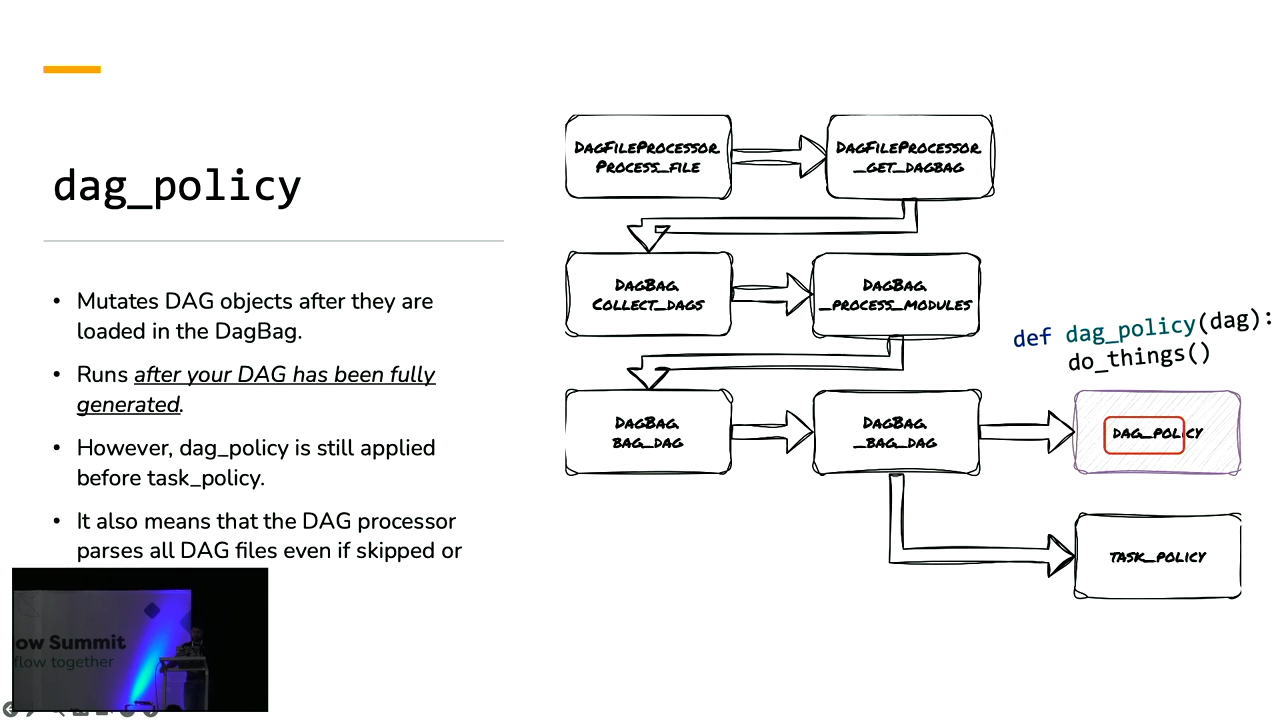 dag_policy
• Mutates DAG objects after they are
loaded in the DagBag.
• Runs after your DAG has been fully
generated.
• However, dag_policy is still applied
before task_policy.
• It also means that the DAG processor
parses all DAG files even if skipped or
DAGFILEPROCESSOR.
PROCESS_FILE
DAGFILEPROCESSOR.
_GET_DAGBAG
DAGBAG.
COLLECT_DAGS
DAGBAG.
_PROCESS_MODULES
DAGBAG.
BAG_DAG
DAGBAG.
_BAG_DAG
def dag_policy(dag):
do_things()
DAG_POLICY
TASK_POLICY
ow Summit
flow together